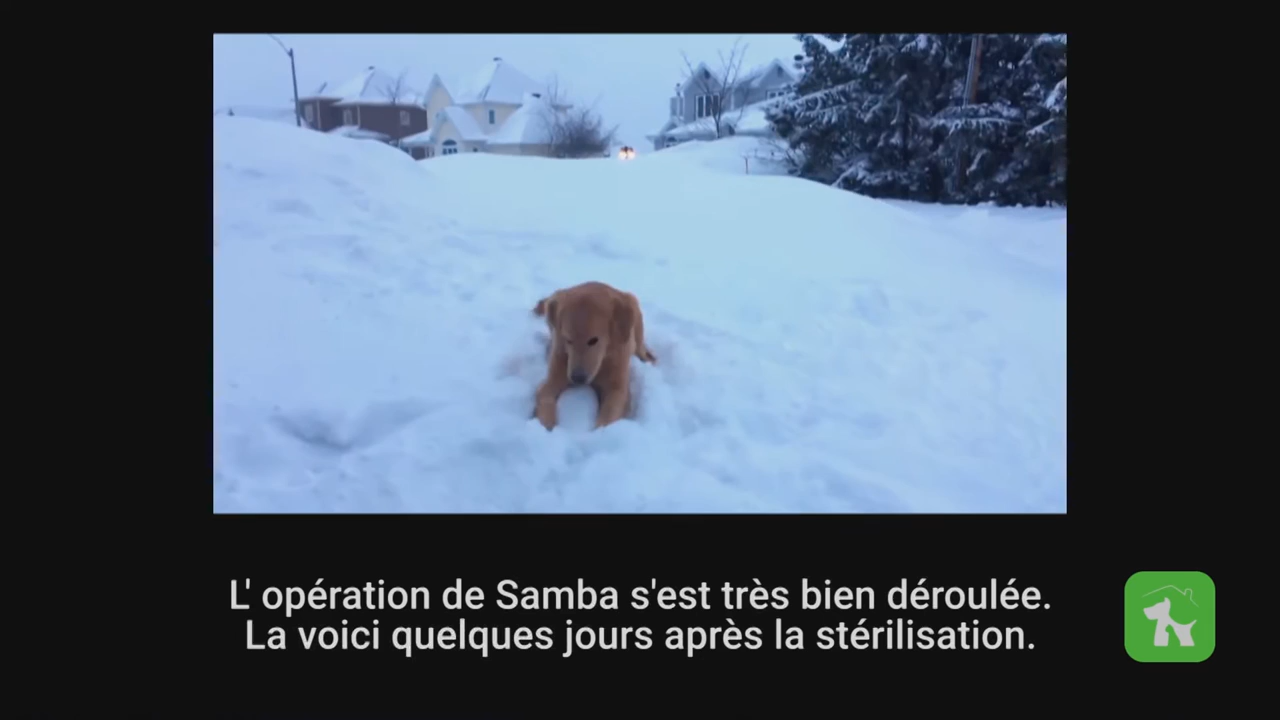 L' opération de Samba s'est très bien déroulée.
La voici quelques jours après la stérilisation.